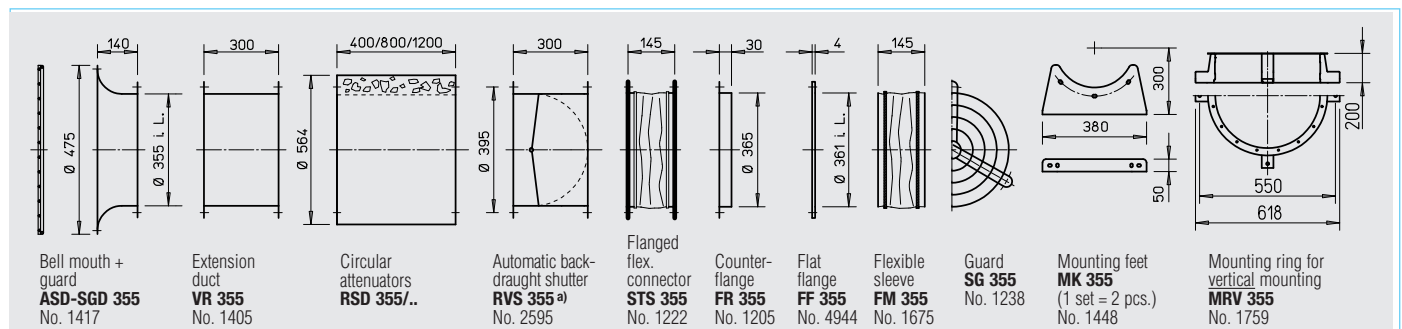 140
300
400/800/1200
300
145
30
4
145
Ø 475
Ø 355 i L.
Ø 564
Ø 395
Ø 365
Ø 361 i L.
300
380
50
200
550
618
Bell mouth +
guard
ASD-SGD 355
No. 1417
Extension
duct
VR 355
No. 1405
Circular
attenuators
RSD 355/..
Automatic back-
draught shutter
RVS 355 a)
No. 2595
Flanged
flex.
connector
STS 355
No. 1222
Counter-
flange
FR 355
No. 1205
Flat
flange
FF 355
No. 4944
Flexible
sleeve
FM 355
No. 1675
Guard
SG 355
No. 1238
Mounting feet
MK 355
(1 set = 2 pcs.)
No. 1448
Mounting ring for
vertical mounting
MRV 355
No. 1759